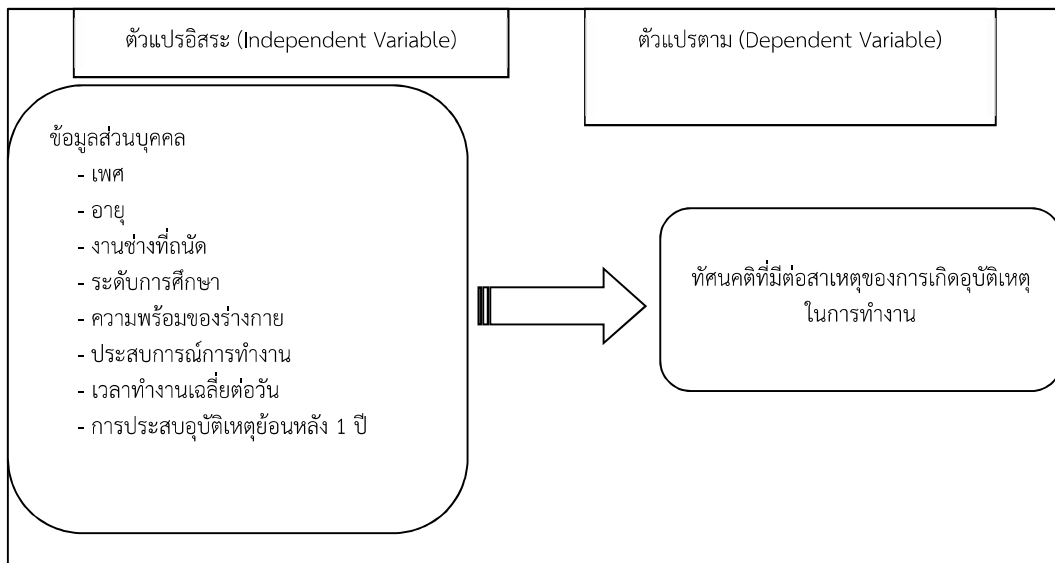 ตัวแปรอิสระ (Independent Variable)
ตัวแปรตาม (Dependent Variable)
ข้อมูลส่วนบุคคล
- เพศ
- อายุ
- งานช่างที่ถนัด
- ระดับการศึกษา
- ความพร้อมของร่างกาย
- ประสบการณ์การทำงาน
- เวลาทำงานเฉลี่ยต่อวัน
- การประสบอุบัติเหตุย้อนหลัง 1 ปี
ทัศนคติที่มีต่อสาเหตุของการเกิดอุบัติเหตุ
ในการทำงาน